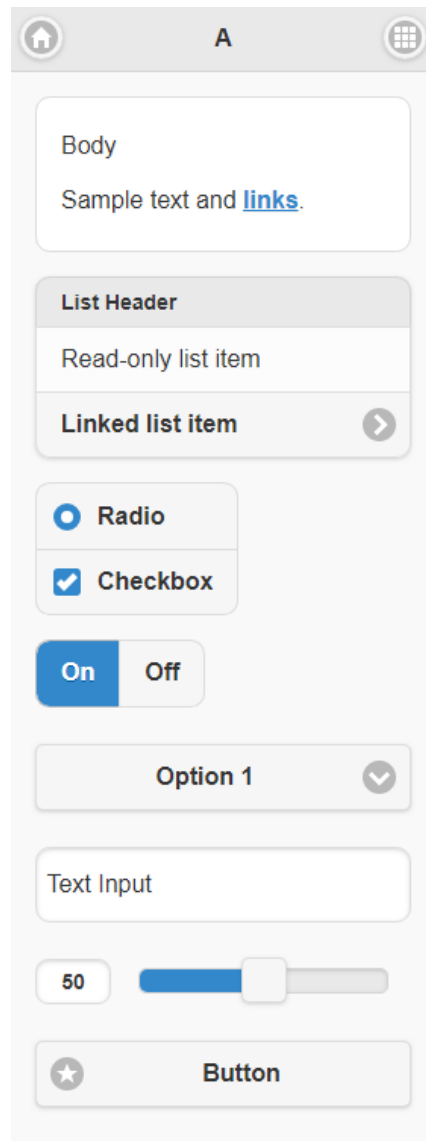 A
Body
Sample text and links.
List Header
Read-only list item
Linked list item
Radio
Checkbox
On Off
Option 1
Text Input
50
Button